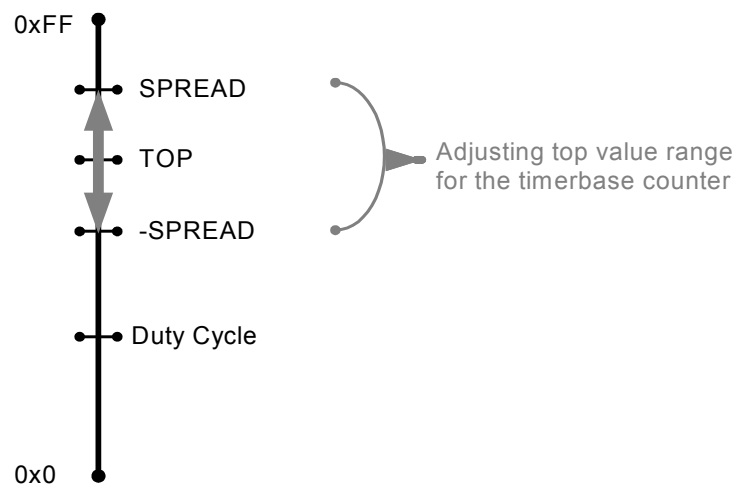 0xFF
SPREAD
TOP
Adjusting top value range
for the timerbase counter
-SPREAD
Duty Cycle
0x0